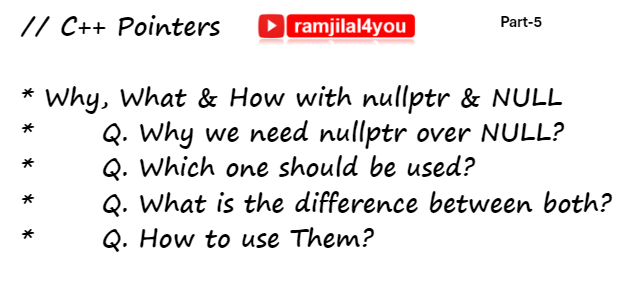 // C++ Pointers ramjilal4you Part-5
* Why, What & How with nullptr & NULL
* Q. Why we need nullptr over NULL?
* Q. Which one should be used?
* Q. What is the difference between both?
* Q. How to use Them?